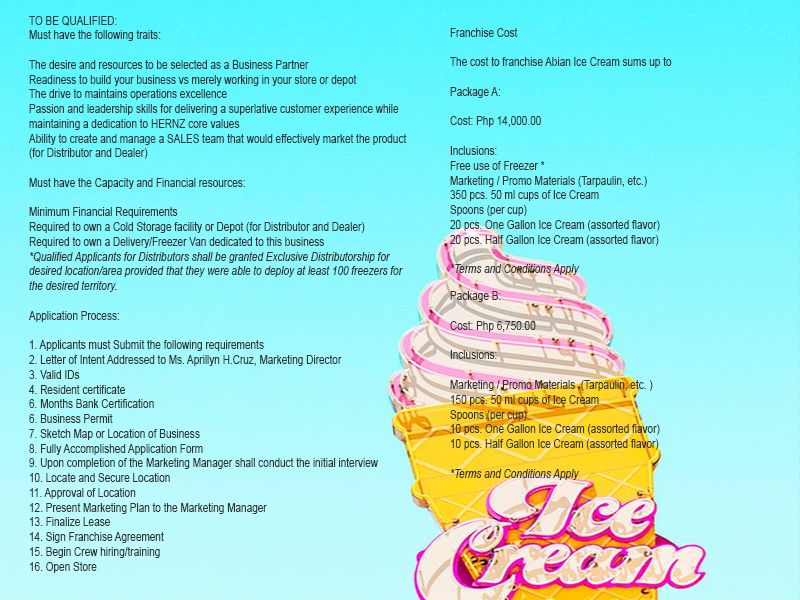 TO BE QUALIFIED:
Must have the following traits:
The desire and resources to be selected as a Business Partner
Readiness to build your business vs merely working in your store or depot
The drive to maintains operations excellence
Passion and leadership skills for delivering a superlative customer experience while
maintaining a dedication to HERNZ core values
Ability to create and manage a SALES team that would effectively market the product
(for Distributor and Dealer)
Must have the Capacity and Financial resources:
Minimum Financial Requirements
Required to own a Cold Storage facility or Depot (for Distributor and Dealer)
Required to own a Delivery/Freezer Van dedicated to this business
*Qualified Applicants for Distributors shall be granted Exclusive Distributorship for
desired location/area provided that they were able to deploy at least 100 freezers for
the desired territory.
Application Process:
1. Applicants must Submit the following requirements
2. Letter of Intent Addressed to Ms. Aprillyn H.Cruz, Marketing Director
3. Valid IDs
4. Resident certificate
6. Months Bank Certification
6. Business Permit
7. Sketch Map or Location of Business
8. Fully Accomplished Application Form
9. Upon completion of the Marketing Manager shall conduct the initial interview
10. Locate and Secure Location
11. Approval of Location
12. Present Marketing Plan to the Marketing Manager
13. Finalize Lease
14. Sign Franchise Agreement
15. Begin Crew hiring/training
16. Open Store
Franchise Cost
The cost to franchise Abian Ice Cream sums up to
Package A:
Cost: Php 14,000.00
Inclusions:
Free use of Freezer *
Marketing / Promo Materials (Tarpaulin, etc.)
350 pcs. 50 ml cups of Ice Cream
Spoons (per cup)
20 pcs. One Gallon Ice Cream (assorted flavor)
20 pcs. Half Gallon Ice Cream (assorted flavor)
*Terms and Conditions Apply
Package B:
Cost: Php 6,750.00
Inclusions:
Marketing / Promo Materials (Tarpaulin, etc. )
150 pcs. 50 ml cups of Ice Cream
Spoons (per cup)
10 pcs. One Gallon Ice Cream (assorted flavor)
10 pcs. Half Gallon Ice Cream (assorted flavor)
*Terms and Conditions Apply
Ice
Cream